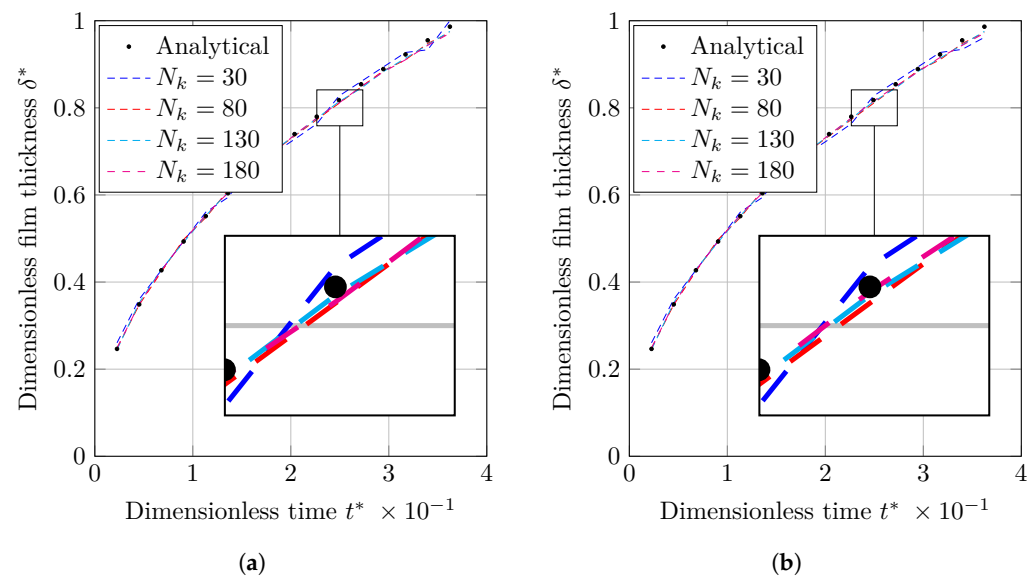 Dimensionless film thickness δ*
1
0.8
0.6
0.4
0.2
0
Analytical
N_k = 30
N_k = 80
N_k = 130
N_k = 180
0 1 2 3 4
Dimensionless time t* × 10⁻¹
(a)
Dimensionless film thickness δ*
1
0.8
0.6
0.4
0.2
0
Analytical
N_k = 30
N_k = 80
N_k = 130
N_k = 180
0 1 2 3 4
Dimensionless time t* × 10⁻¹
(b)